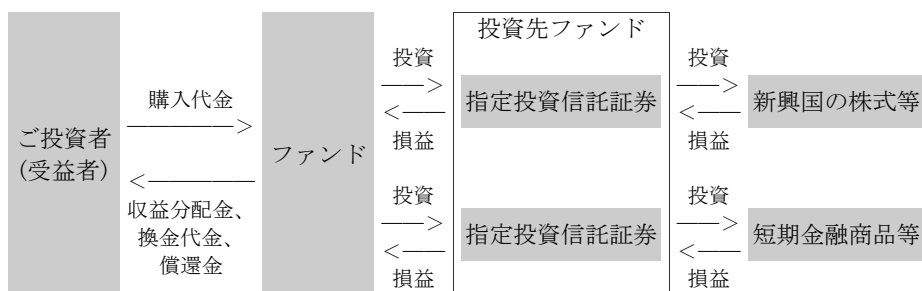 ご投資者
(受益者)
購入代金
――――――>
<――――――
収益分配金、
換金代金、
償還金
ファンド
投資先ファンド
投資
――>
<――
損益
指定投資信託証券
投資
――>
<――
損益
新興国の株式等
投資
――>
<――
損益
指定投資信託証券
投資
――>
<――
損益
短期金融商品等